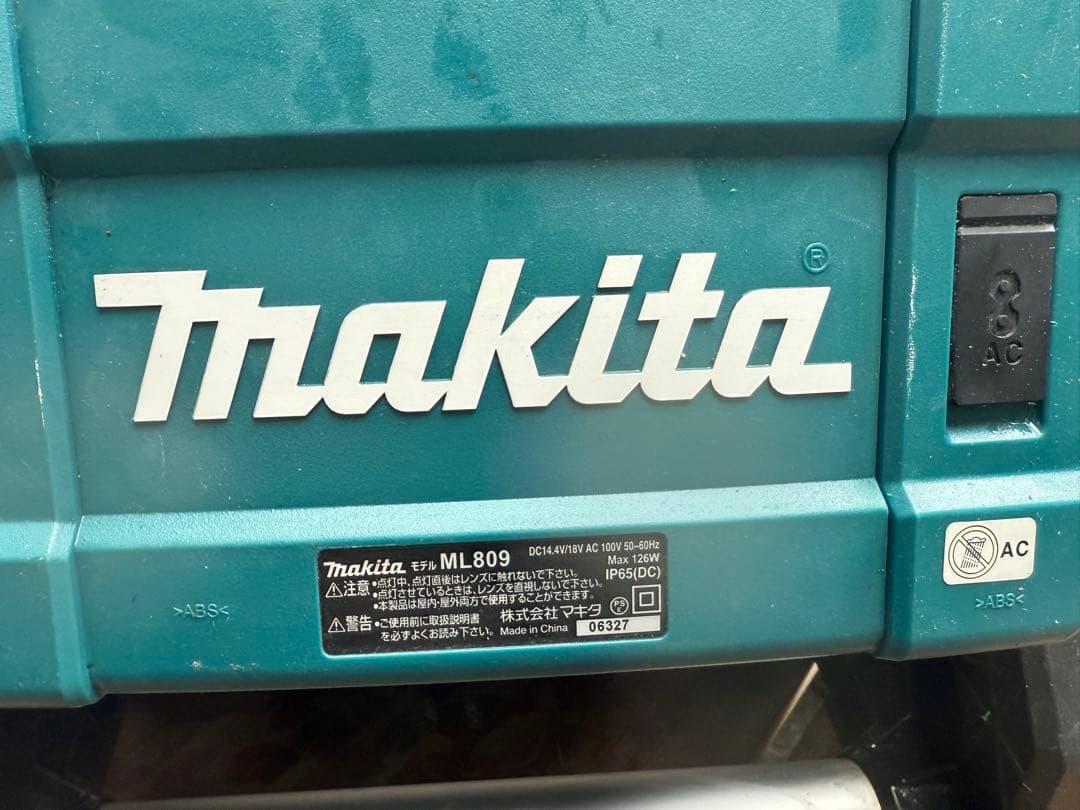 makita ®
AC
makita モデル ML809 DC14.4V/18V AC 100V 50-60Hz
Max 126W
IP65(DC)
⚠注意 •点灯中、点灯直後はレンズに触れないで下さい。
•点灯させているときは、レンズを直視しないで下さい。
•本製品は屋内・屋外両方で使用することができます。
⚠警告 •ご使用前に取扱説明書
を必ずよくお読み下さい。
株式会社 マキタ
PS E
Made in China 06327
AC
>ABS<
>ABS<